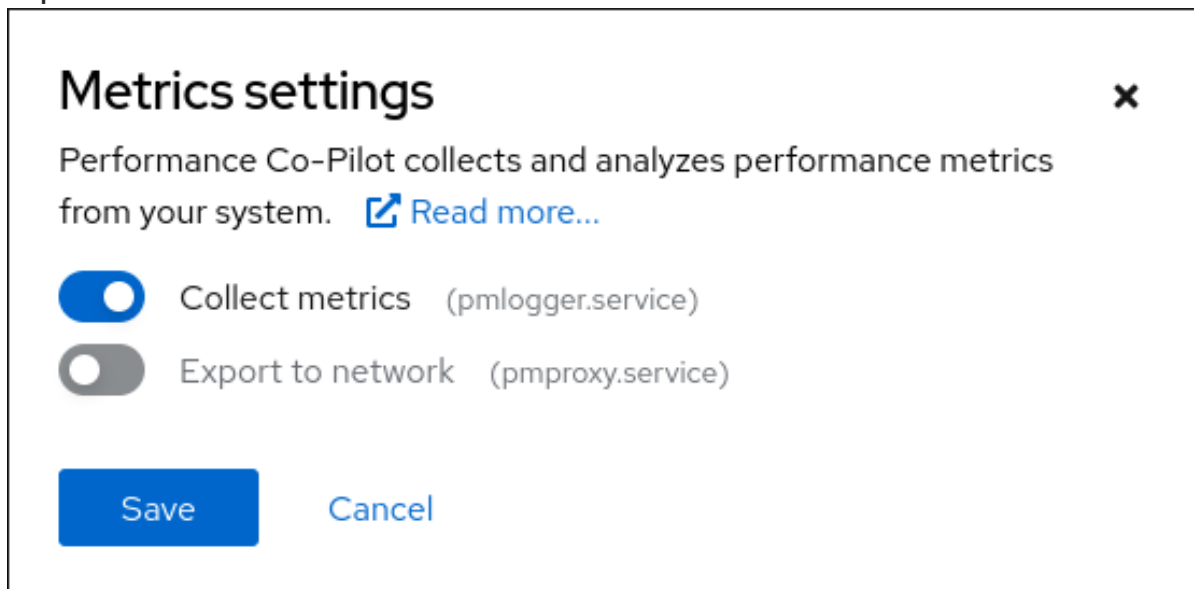 Metrics settings
Performance Co-Pilot collects and analyzes performance metrics
from your system. Read more...
Collect metrics (pmlogger.service)
Export to network (pmproxy.service)
Save Cancel